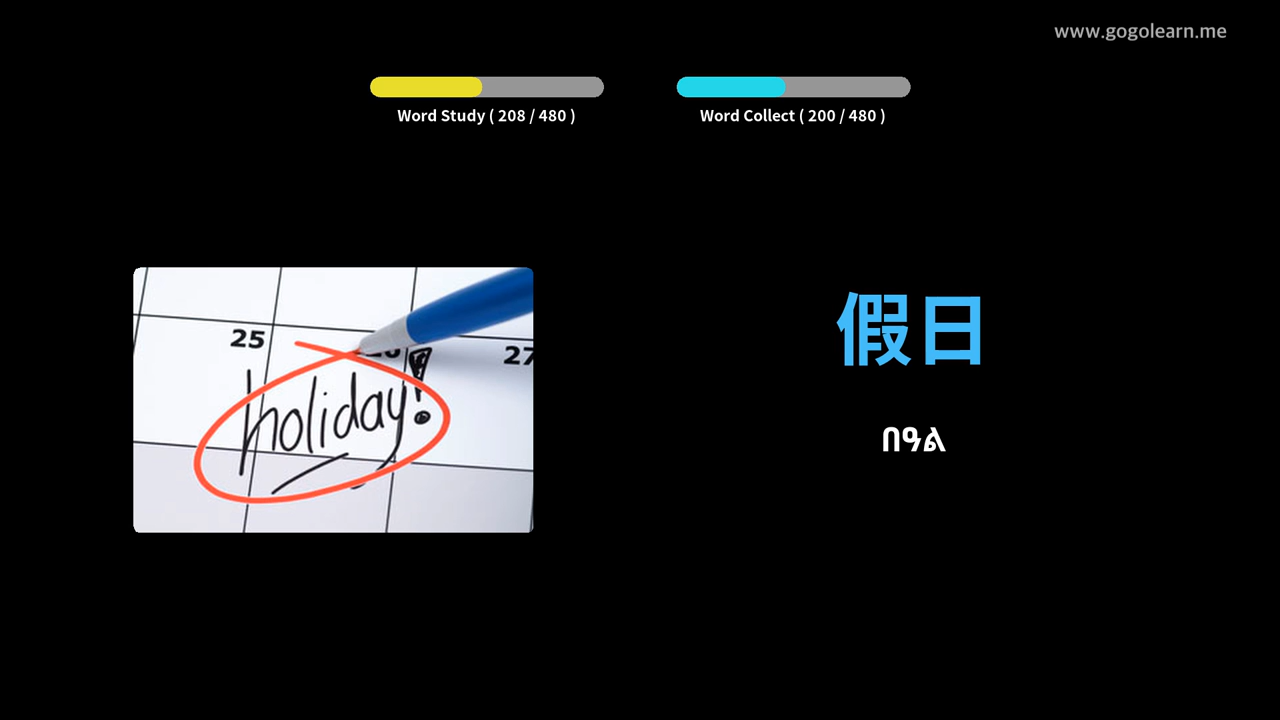 www.gogolearn.me
Word Study ( 208 / 480 )
Word Collect ( 200 / 480 )
25
27
holiday!
假日
በዓል